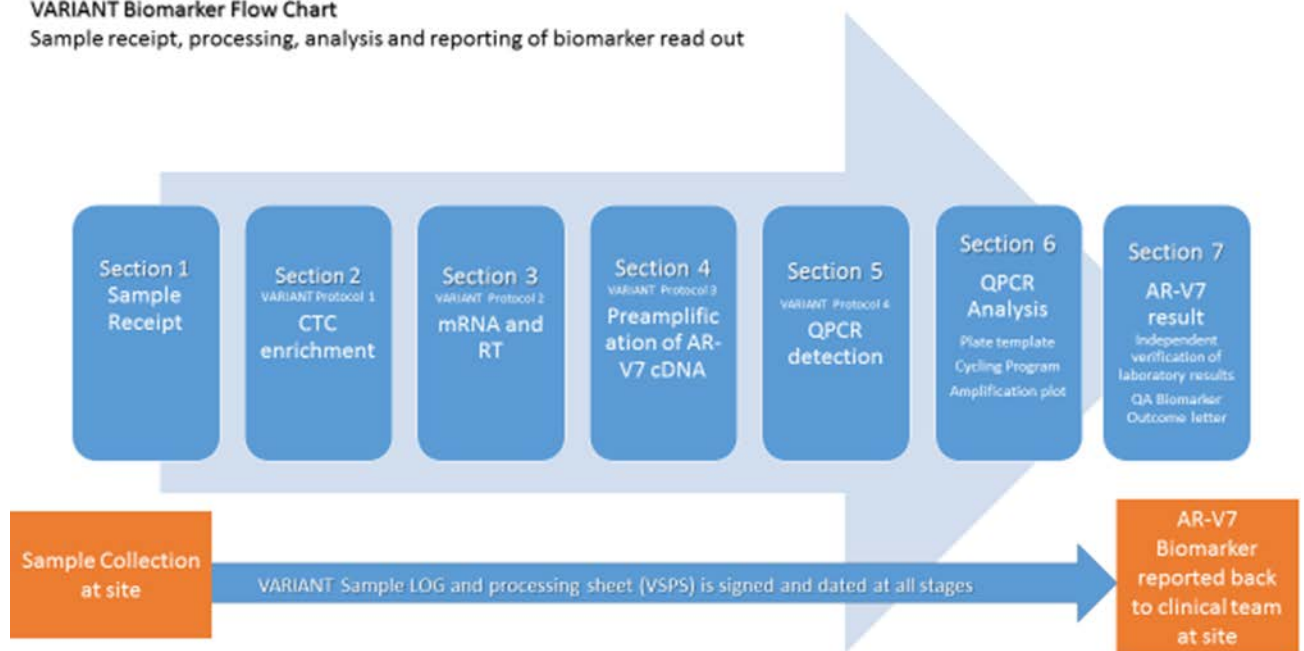 VARIANT Biomarker Flow Chart
Sample receipt, processing, analysis and reporting of biomarker read out
Section 1
Sample
Receipt
Section 2
VARIANT Protocol 1
CTC
enrichment
Section 3
VARIANT Protocol 2
mRNA and
RT
Section 4
VARIANT Protocol 3
Preamplific
ation of AR-
V7 cDNA
Section 5
VARIANT Protocol 4
QPCR
detection
Section 6
QPCR
Analysis
Plate template
Cycling Program
Amplification plot
Section 7
AR-V7
result
Independent
verification of
laboratory results
QA Biomarker
Outcome letter
Sample Collection
at site
VARIANT Sample LOG and processing sheet (VSPS) is signed and dated at all stages
AR-V7
Biomarker
reported back
to clinical team
at site